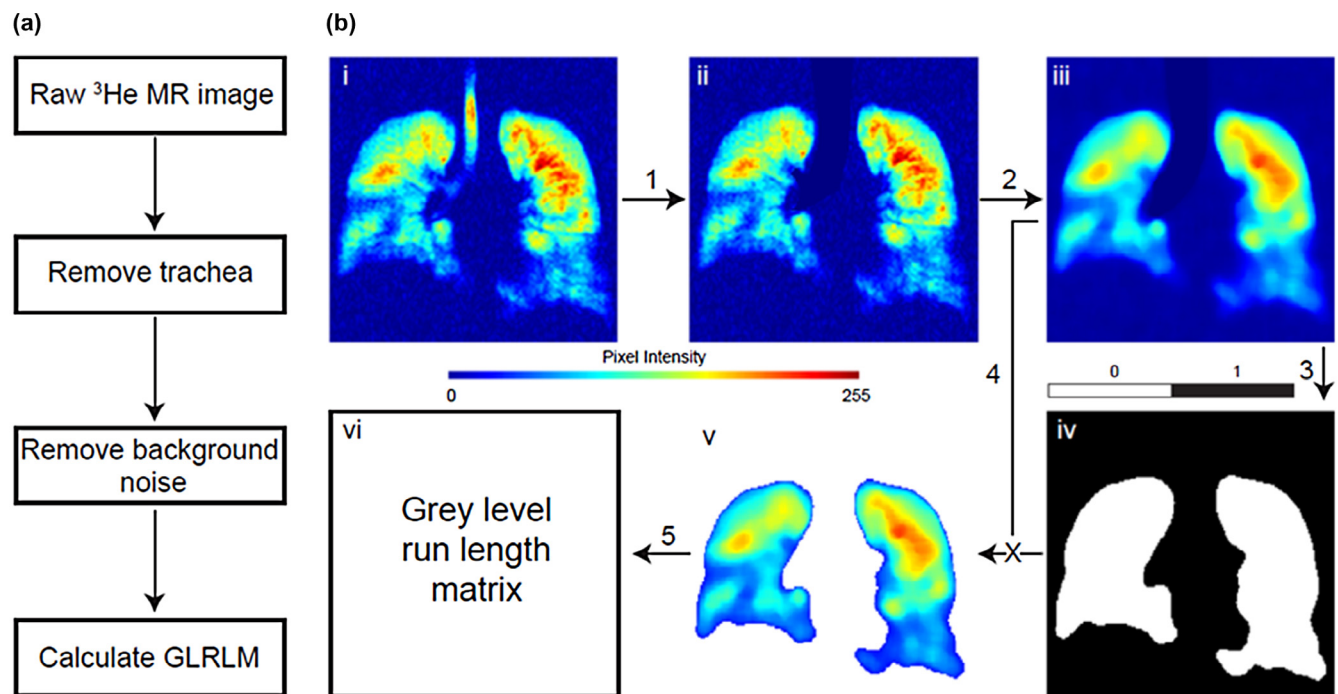 (a)
Raw ³He MR image
Remove trachea
Remove background
noise
Calculate GLRLM
(b)
i
1
ii
2
iii
Pixel Intensity
0
255
4
0
1
3
vi
Grey level
run length
matrix
5
v
X
iv